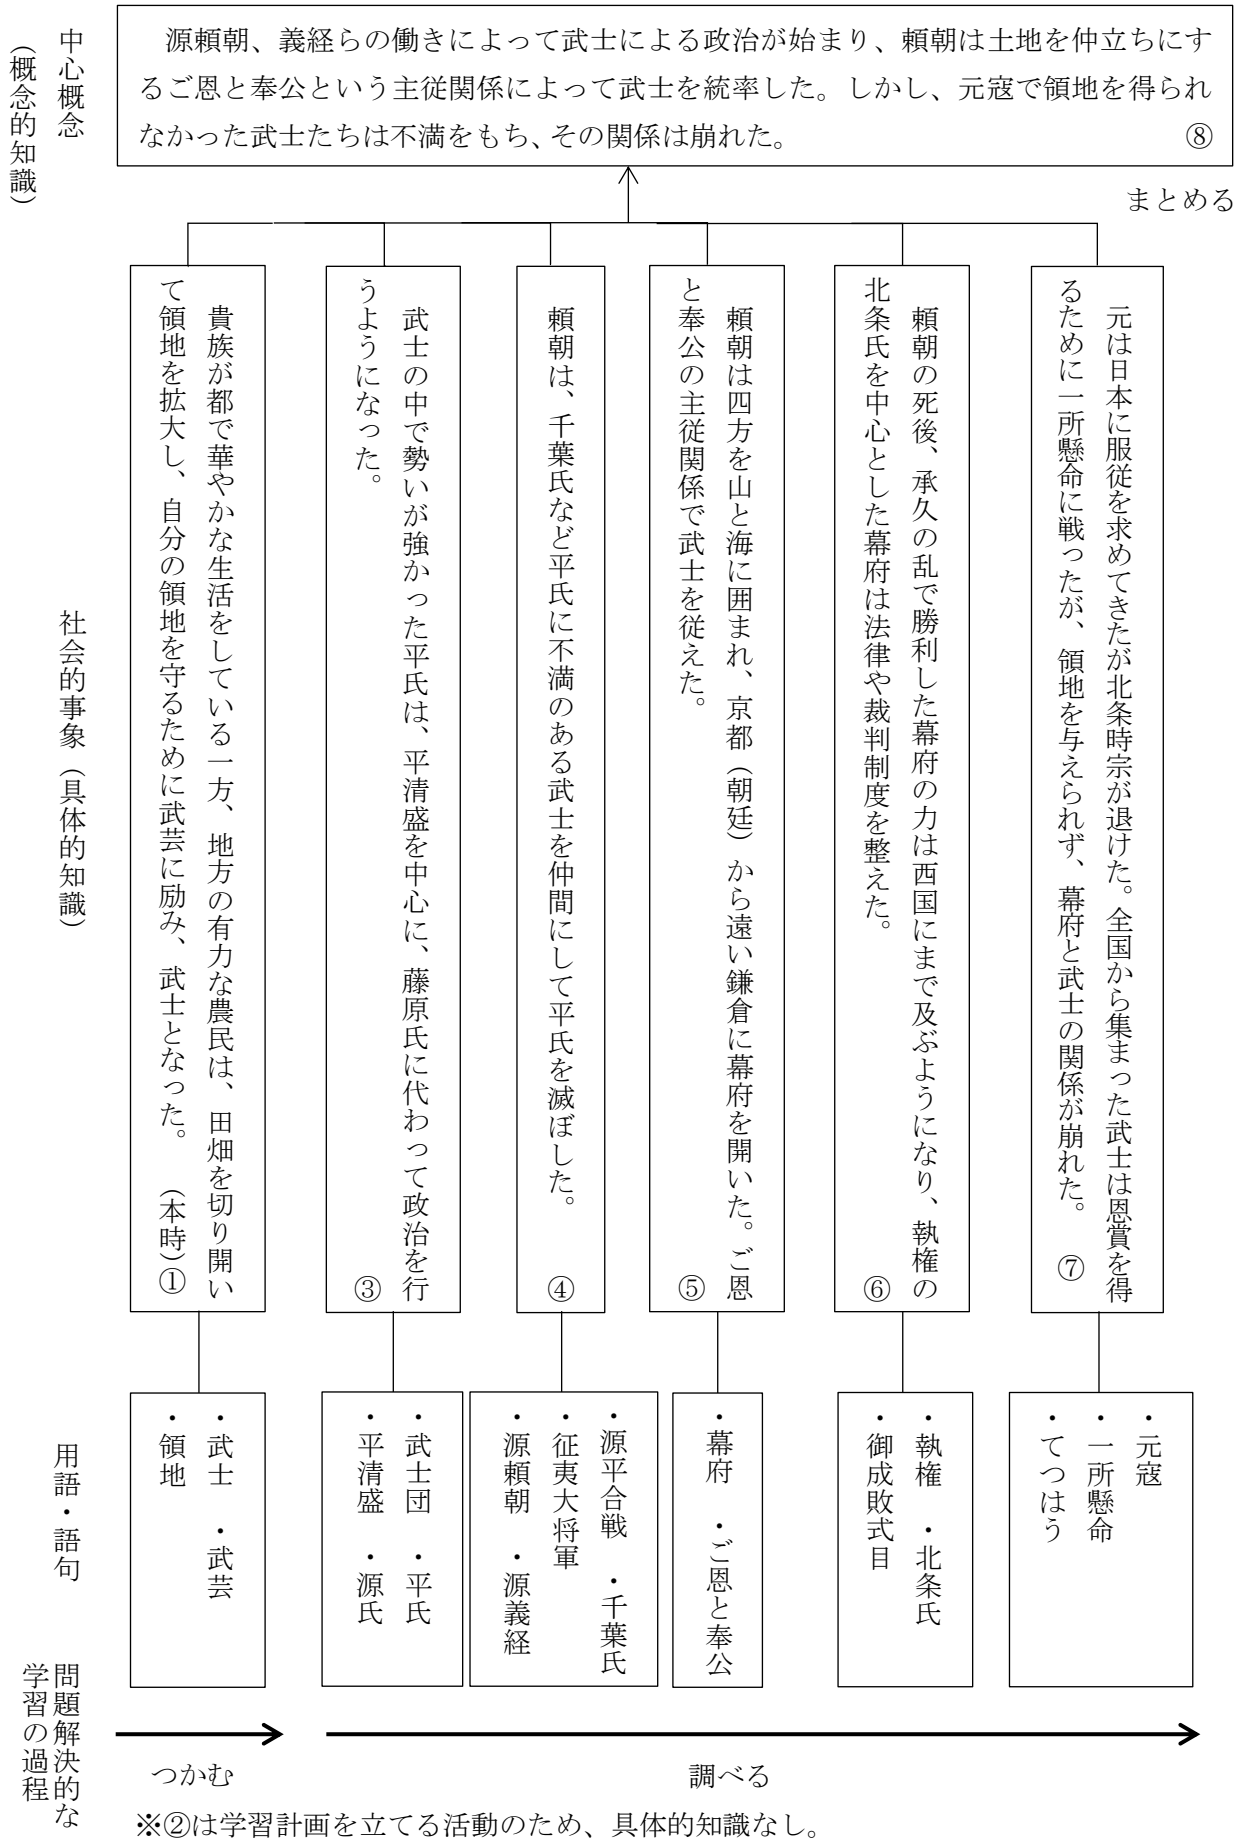 中心概念
(概念的知識)
源頼朝、義経らの働きによって武士による政治が始まり、頼朝は土地を仲立ちにす
るご恩と奉公という主従関係によって武士を統率した。しかし、元寇で領地を得られ
なかった武士たちは不満をもち、その関係は崩れた。 ⑧
まとめる
社会的事象(具体的知識)
貴族が都で華やかな生活をしている一方、地方の有力な農民は、田畑を切り開い
て領地を拡大し、自分の領地を守るために武芸に励み、武士となった。 (本時)①
武士の中で勢いが強かった平氏は、平清盛を中心に、藤原氏に代わって政治を行
うようになった。 ③
頼朝は、千葉氏など平氏に不満のある武士を仲間にして平氏を滅ぼした。 ④
頼朝は四方を山と海に囲まれ、京都(朝廷)から遠い鎌倉に幕府を開いた。ご恩
と奉公の主従関係で武士を従えた。 ⑤
頼朝の死後、承久の乱で勝利した幕府の力は西国にまで及ぶようになり、執権の
北条氏を中心とした幕府は法律や裁判制度を整えた。 ⑥
元は日本に服従を求めてきたが北条時宗が退けた。全国から集まった武士は恩賞を得
るために一所懸命に戦ったが、領地を与えられず、幕府と武士の関係が崩れた。 ⑦
用語・語句
・武士 ・武芸
・領地
・武士団 ・平氏
・平清盛 ・源氏
・源平合戦 ・千葉氏
・征夷大将軍
・源頼朝 ・源義経
・幕府 ・ご恩と奉公
・執権 ・北条氏
・御成敗式目
・元寇
・一所懸命
・てつはう
問題解決的な
学習の過程
つかむ
調べる
※②は学習計画を立てる活動のため、具体的知識なし。